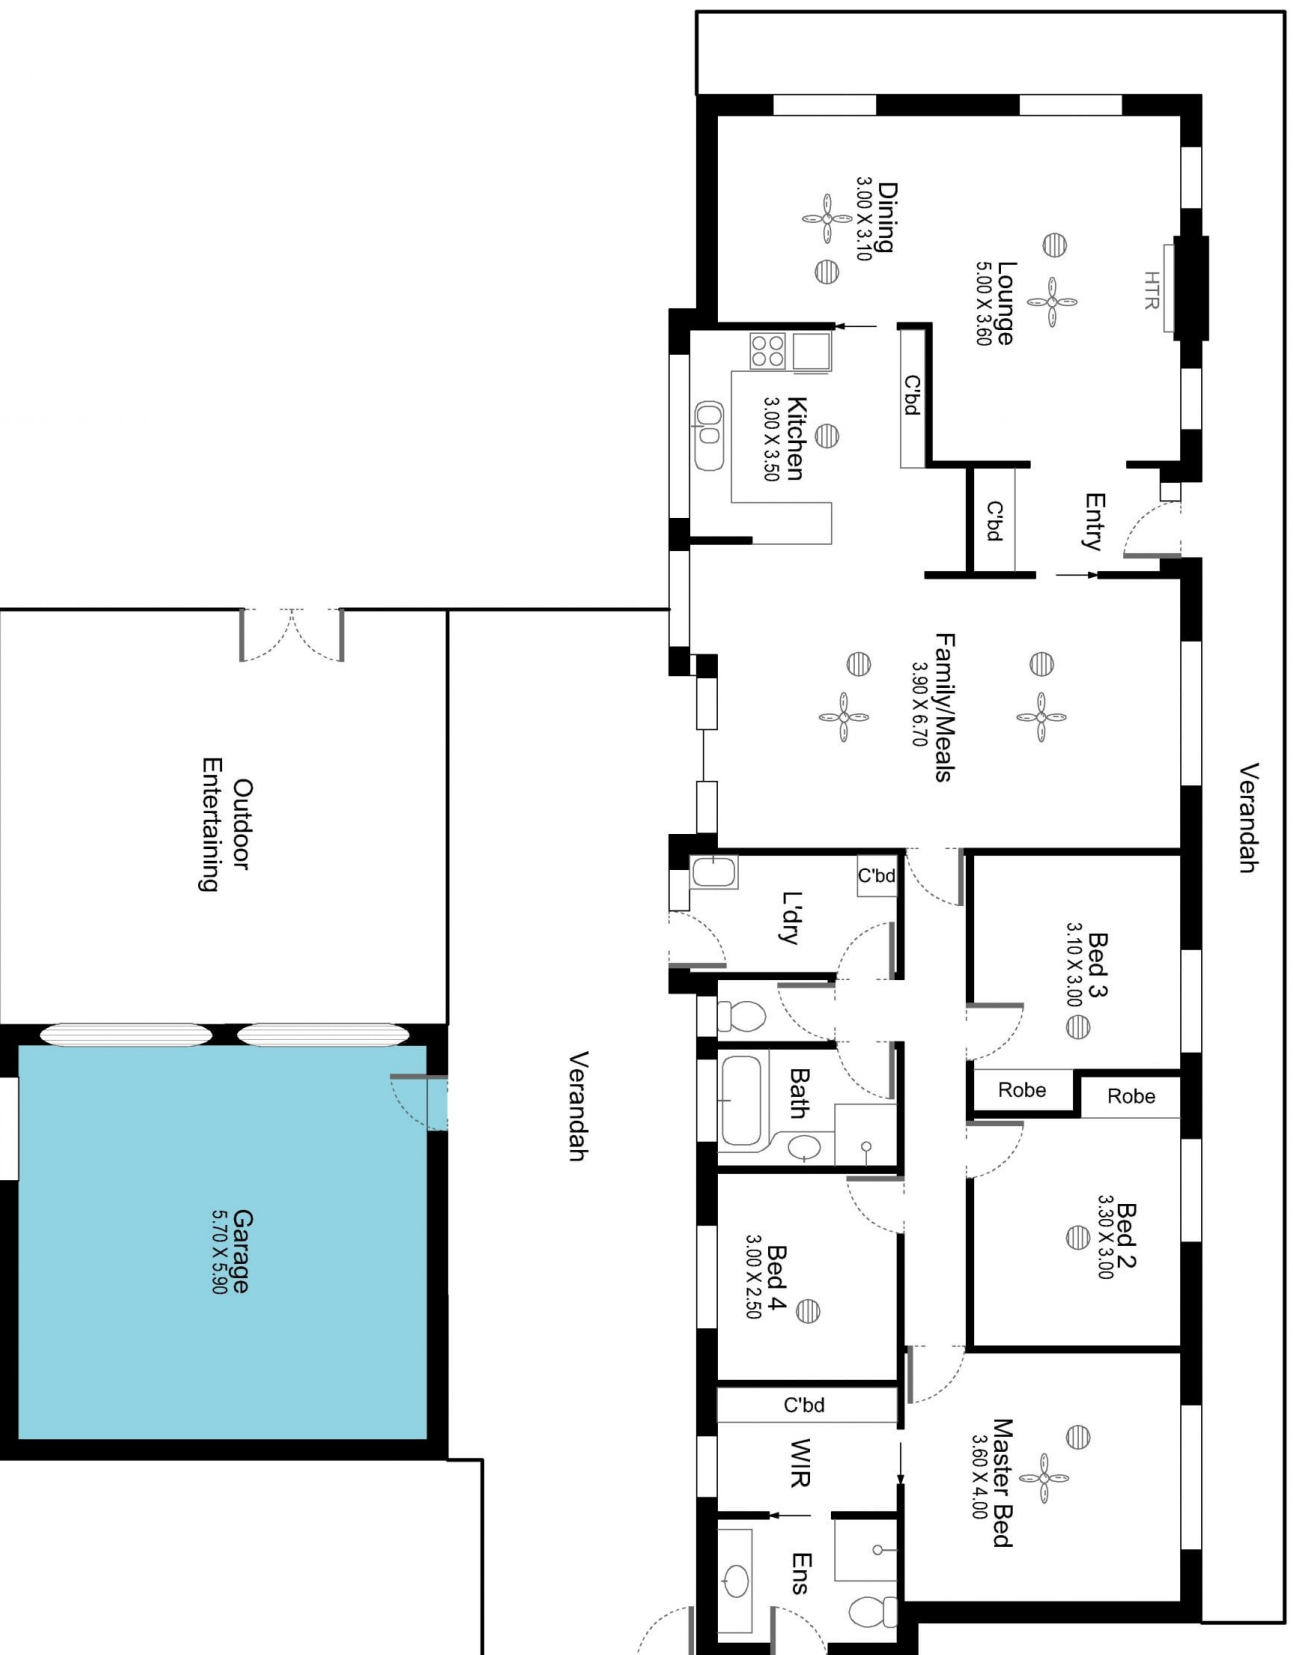 Verandah
HTR
Lounge
5.00 X 3.60
Dining
3.00 X 3.10
C'bd
Kitchen
3.00 X 3.50
C'bd
Entry
Family/Meals
3.90 X 6.70
C'bd
L'dry
Bed 3
3.10 X 3.00
Robe
Robe
Bath
Bed 2
3.30 X 3.00
Bed 4
3.00 X 2.50
C'bd
WIR
Master Bed
3.60 X 4.00
Ens
Verandah
Outdoor
Entertaining
Garage
5.70 X 5.90